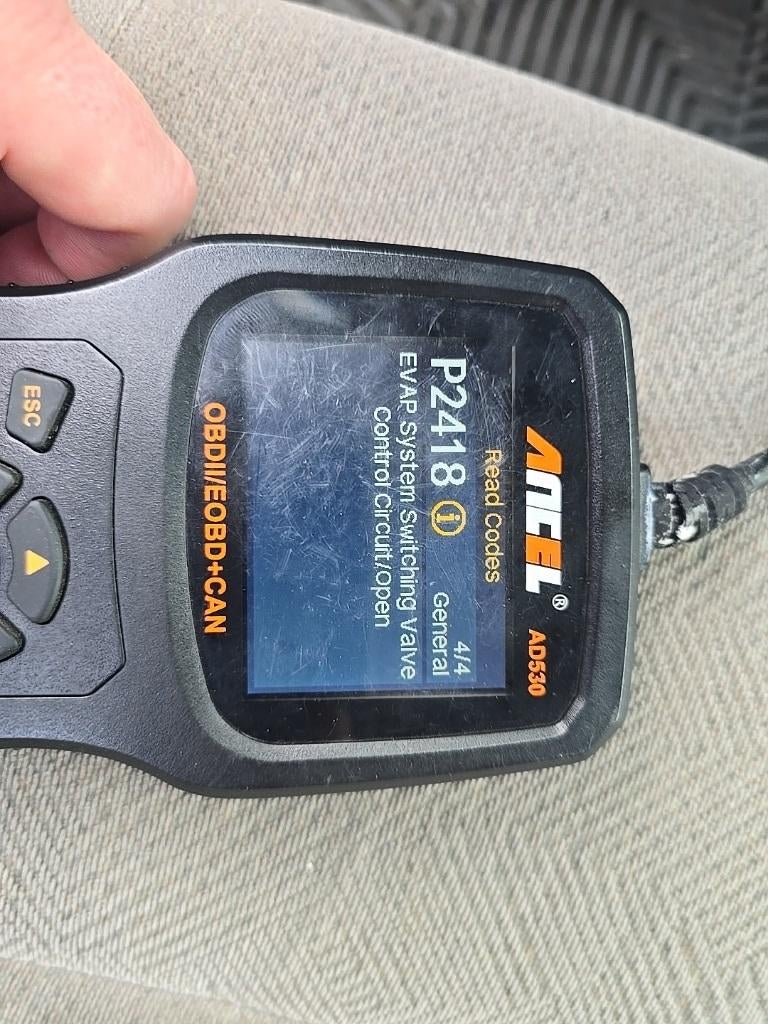 ANCEL® AD530
Read Codes 4/4
P2418 General
EVAP System Switching Valve
Control Circuit/Open
OBDII/EOBD+CAN
ESC